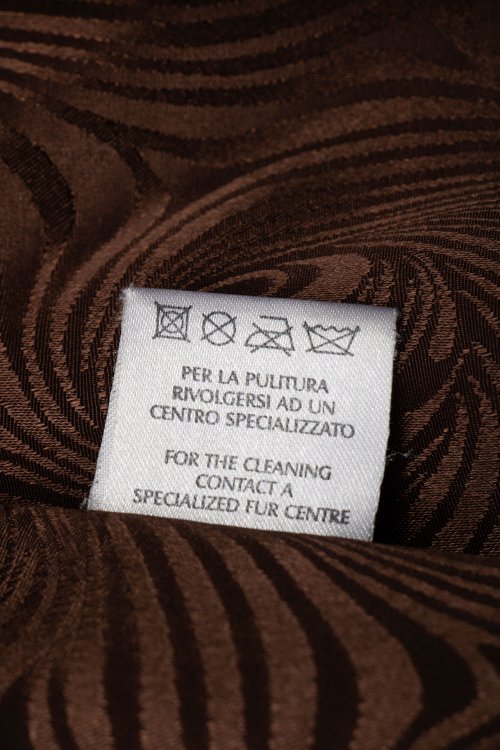 PER LA PULITURA
RIVOLGERSI AD UN
CENTRO SPECIALIZZATO
FOR THE CLEANING
CONTACT A
SPECIALIZED FUR CENTRE